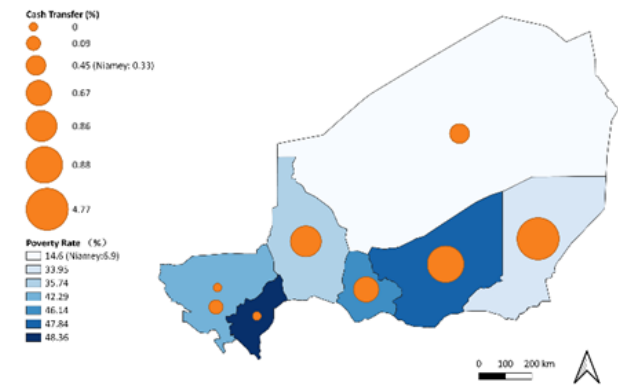 Cash Transfer (%)
0
0.09
0.45 (Niamey: 0.33)
0.67
0.86
0.88
4.77
Poverty Rate (%)
14.6 (Niamey:6.9)
33.95
35.74
42.29
46.14
47.84
48.36
0 100 200 km